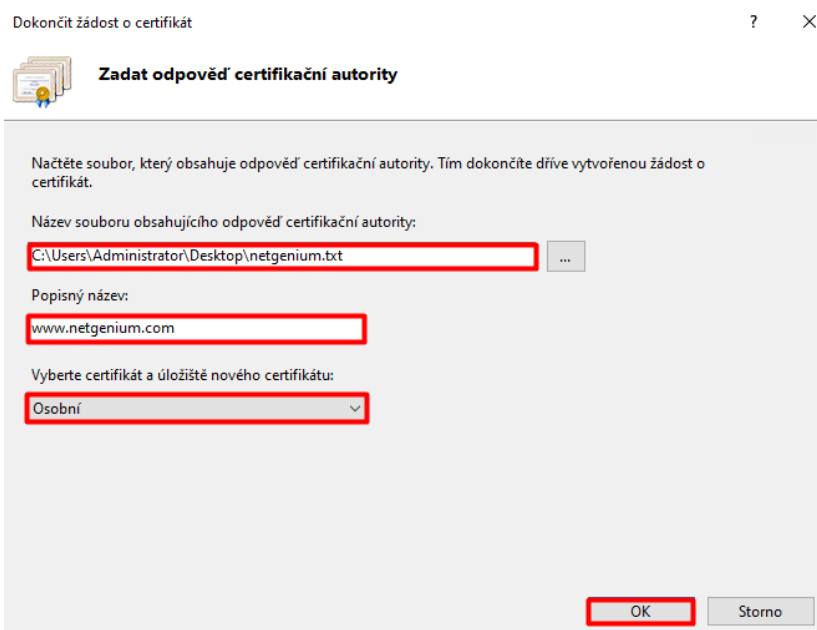 Dokončit žádost o certifikát
?
Zadat odpověď certifikační autority
Načtěte soubor, který obsahuje odpověď certifikační autority. Tím dokončíte dříve vytvořenou žádost o
certifikát.
Název souboru obsahujícího odpověď certifikační autority:
C:\Users\Administrator\Desktop\netgenium.txt
...
Popisný název:
www.netgenium.com
Vyberte certifikát a úložiště nového certifikátu:
Osobní
OK
Storno